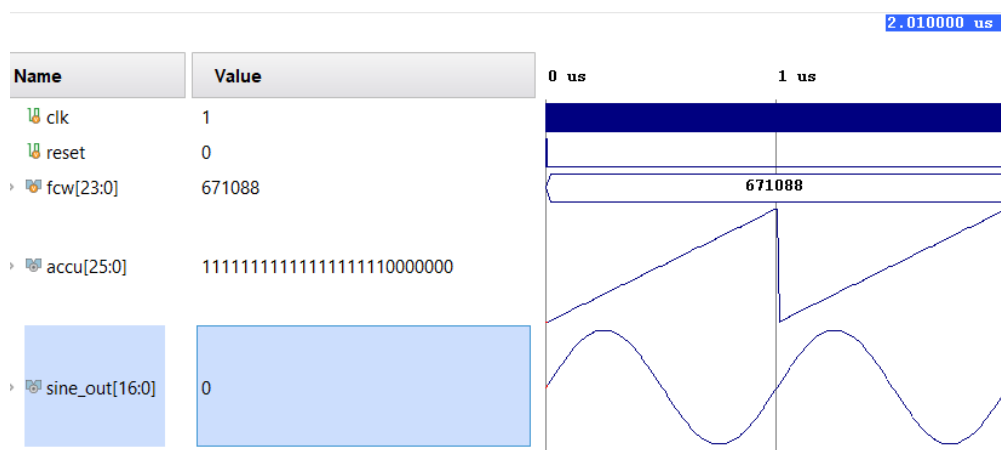 2.010000 us
Name Value 0 us 1 us
clk 1
reset 0
fcw[23:0] 671088 671088
accu[25:0] 11111111111111111110000000
sine_out[16:0] 0